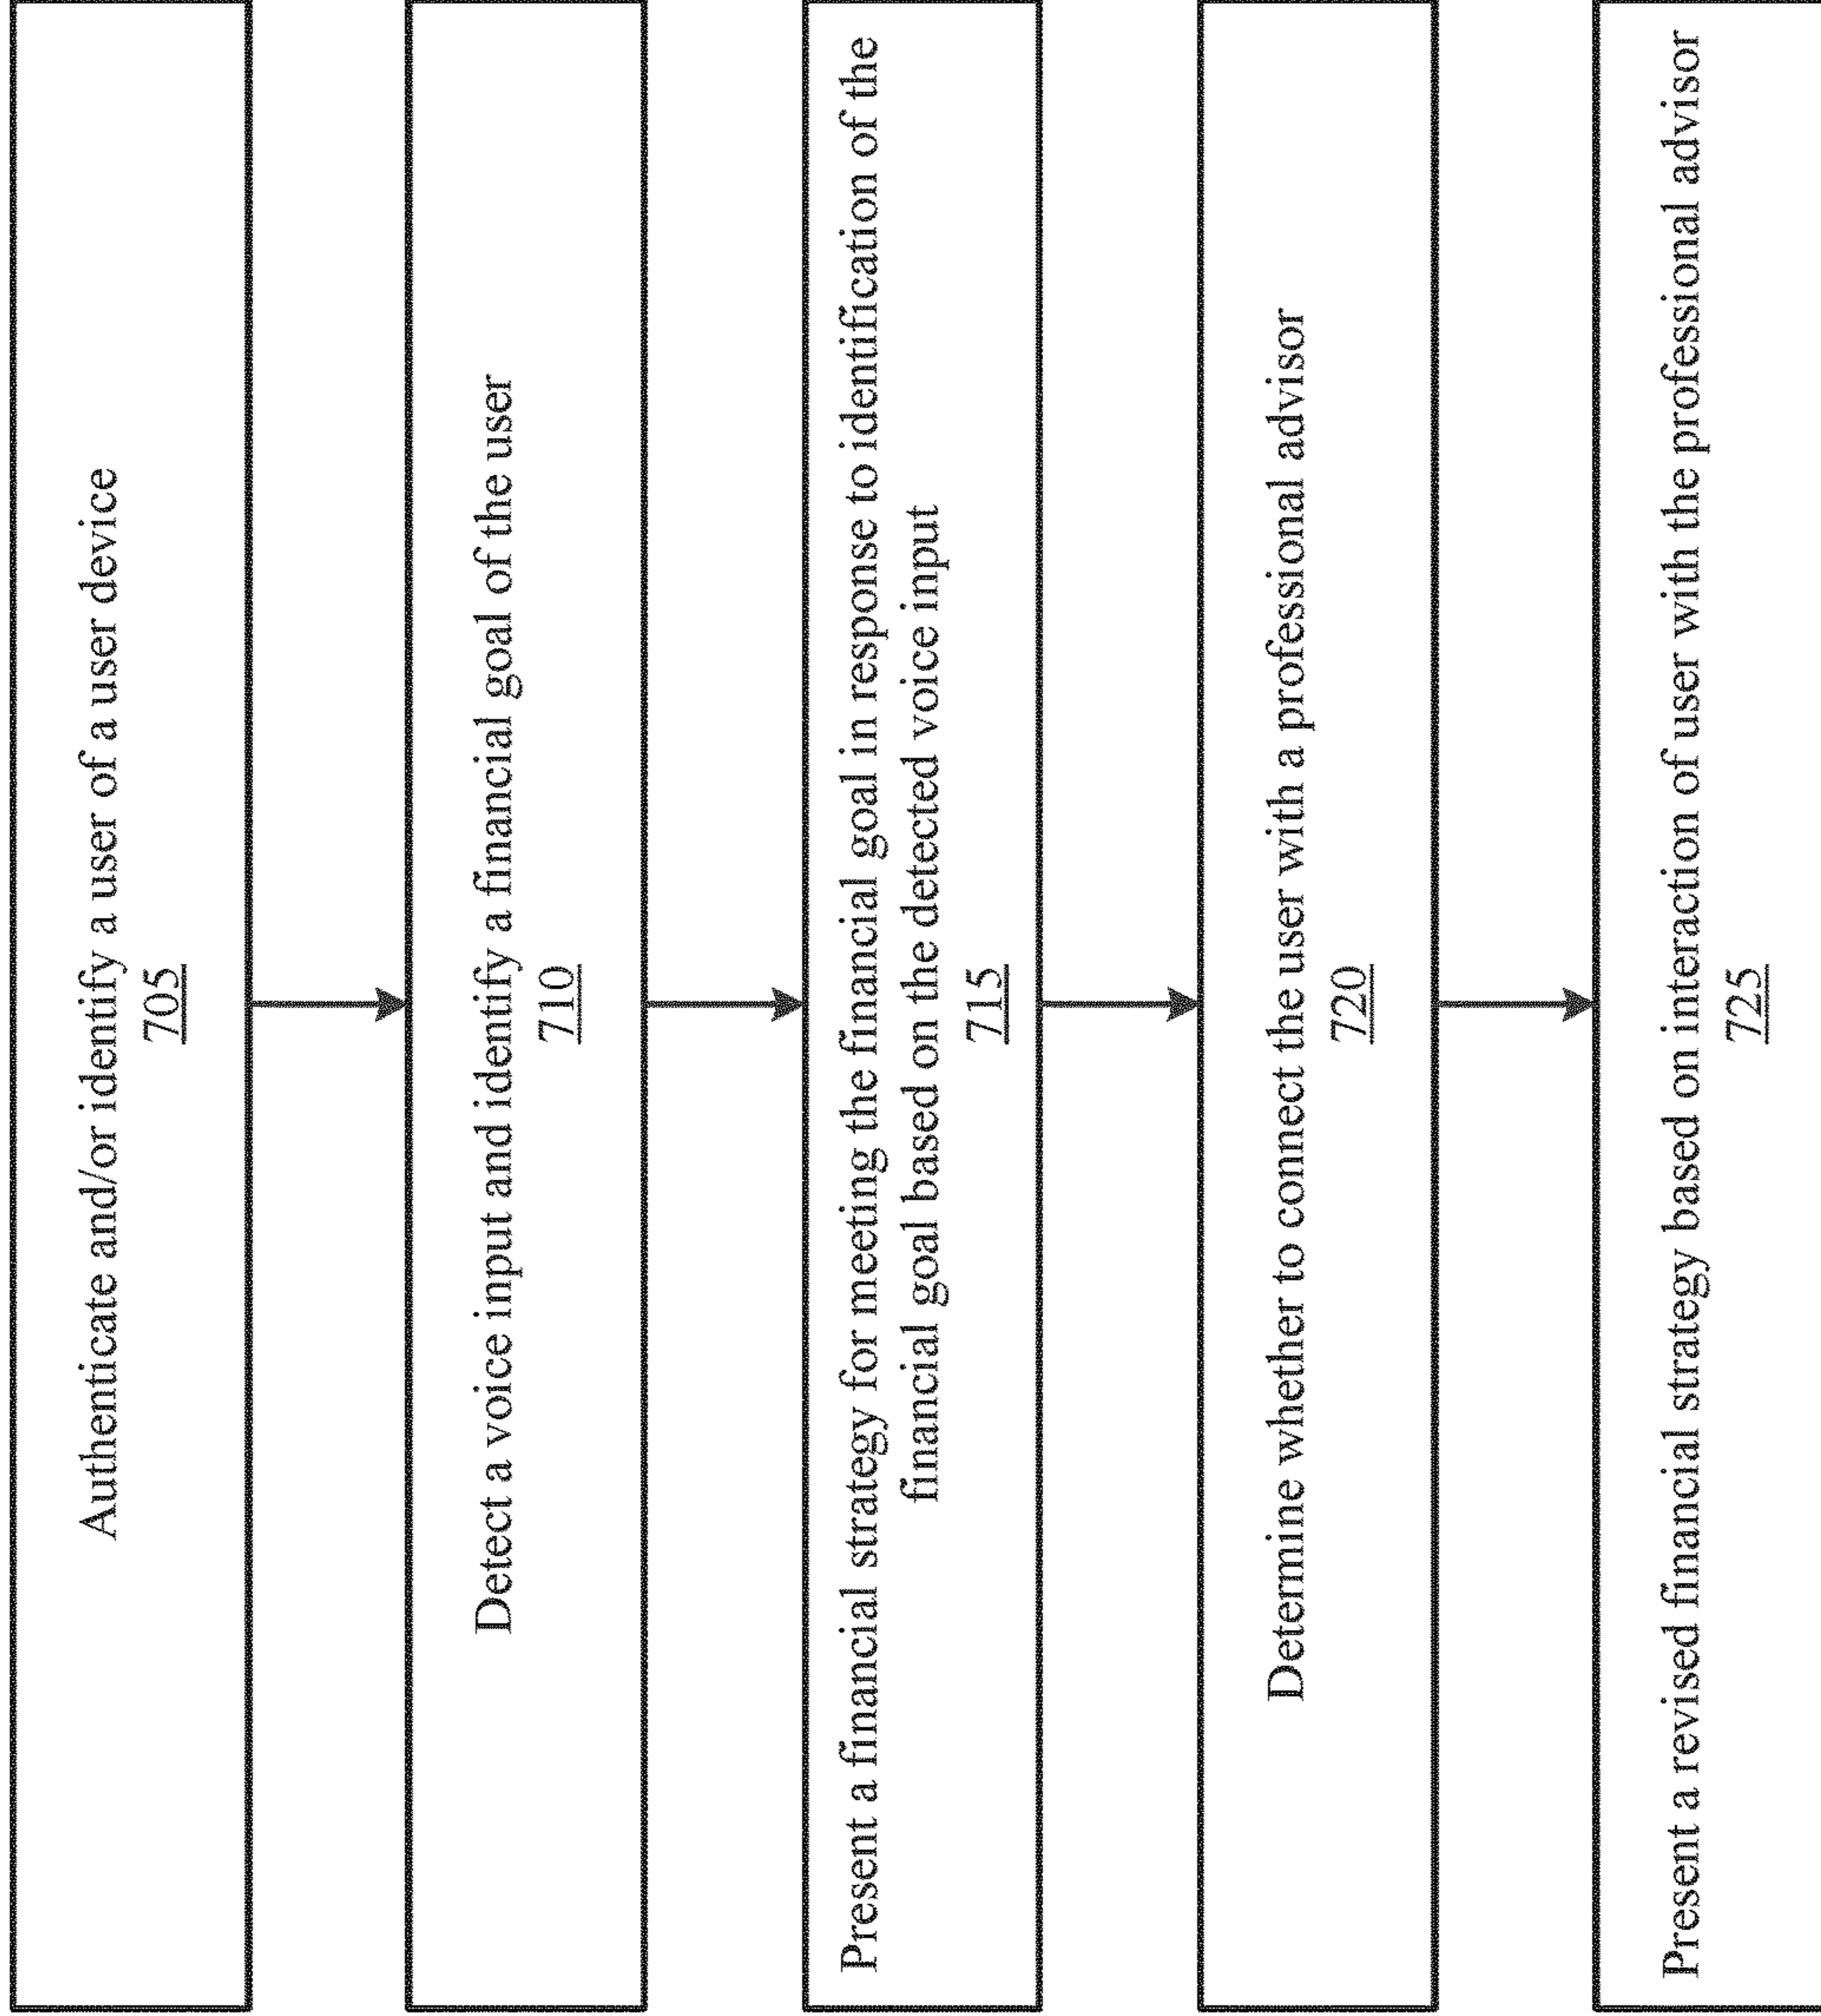 Authenticate and/or identify a user of a user device
705
Detect a voice input and identify a financial goal of the user
710
Present a financial strategy for meeting the financial goal in response to identification of the
financial goal based on the detected voice input
715
Determine whether to connect the user with a professional advisor
720
Present a revised financial strategy based on interaction of user with the professional advisor
725